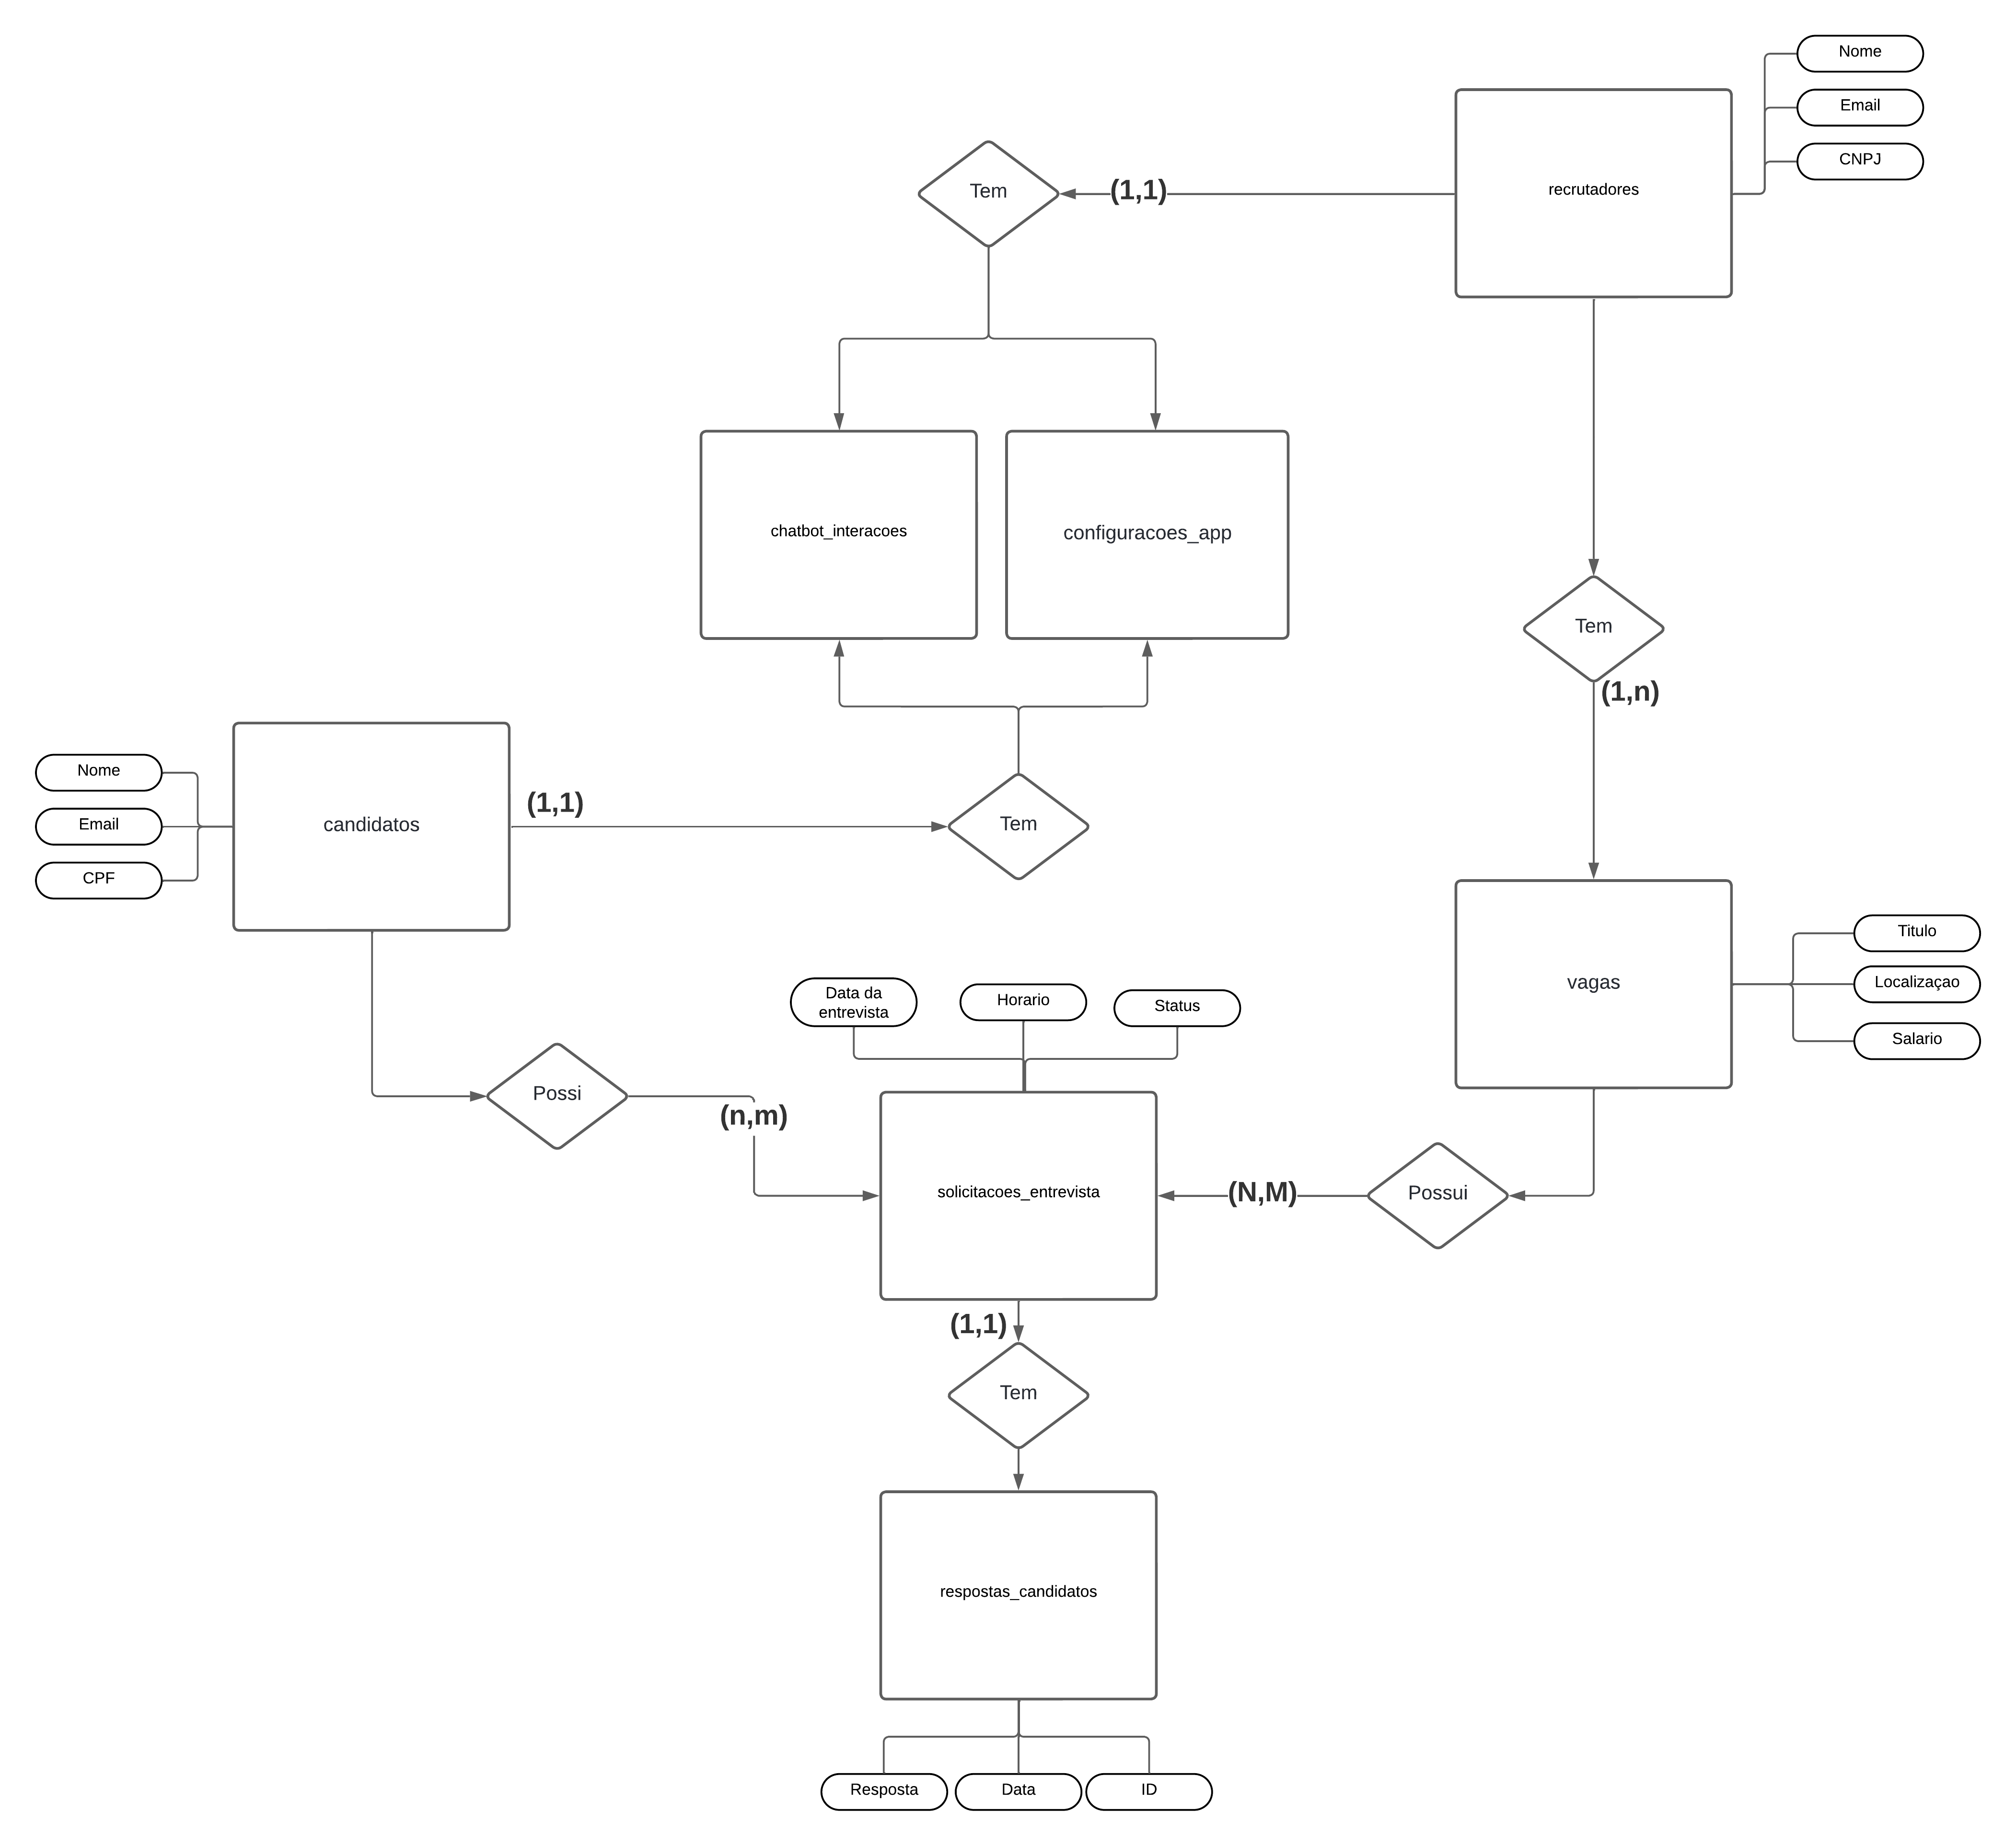 Nome
Email
CNPJ
recrutadores
(1,1)
Tem
chatbot_interacoes
configuracoes_app
Tem
(1,n)
Nome
Email
CPF
candidatos
(1,1)
Tem
vagas
Titulo
Localizaçao
Salario
Data da
entrevista
Horario
Status
Possi
(n,m)
solicitacoes_entrevista
(N,M)
Possui
(1,1)
Tem
respostas_candidatos
Resposta
Data
ID